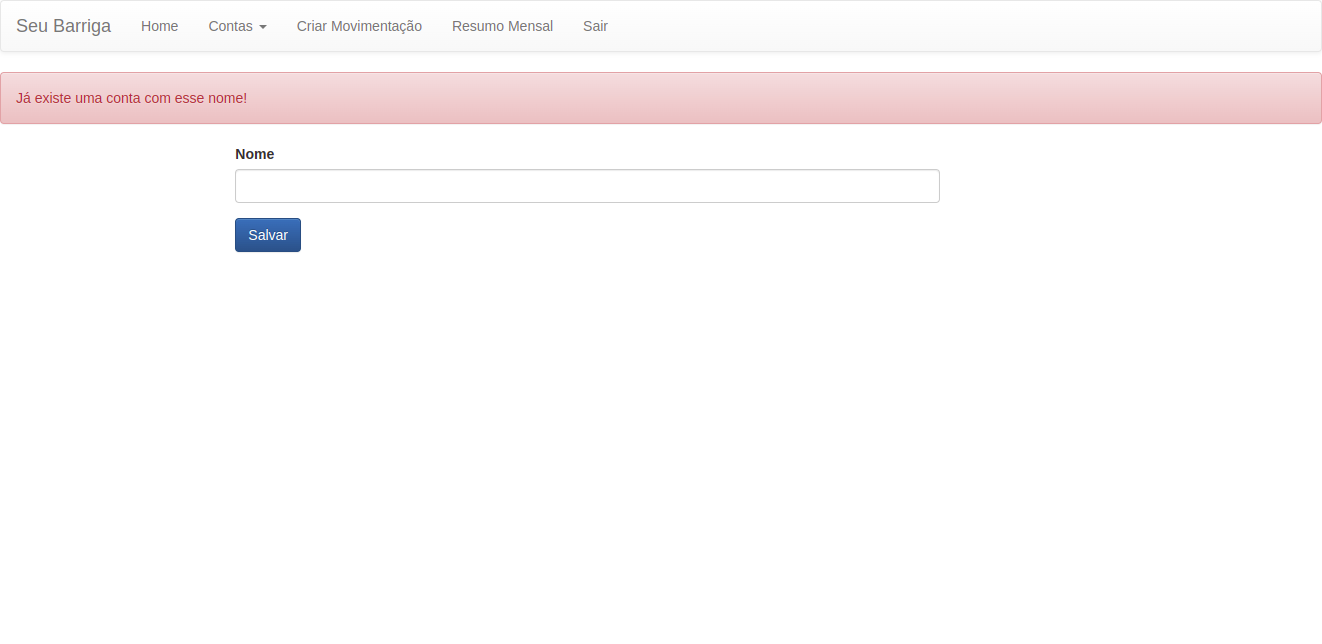 Seu Barriga Home Contas Criar Movimentação Resumo Mensal Sair
Já existe uma conta com esse nome!
Nome
Salvar